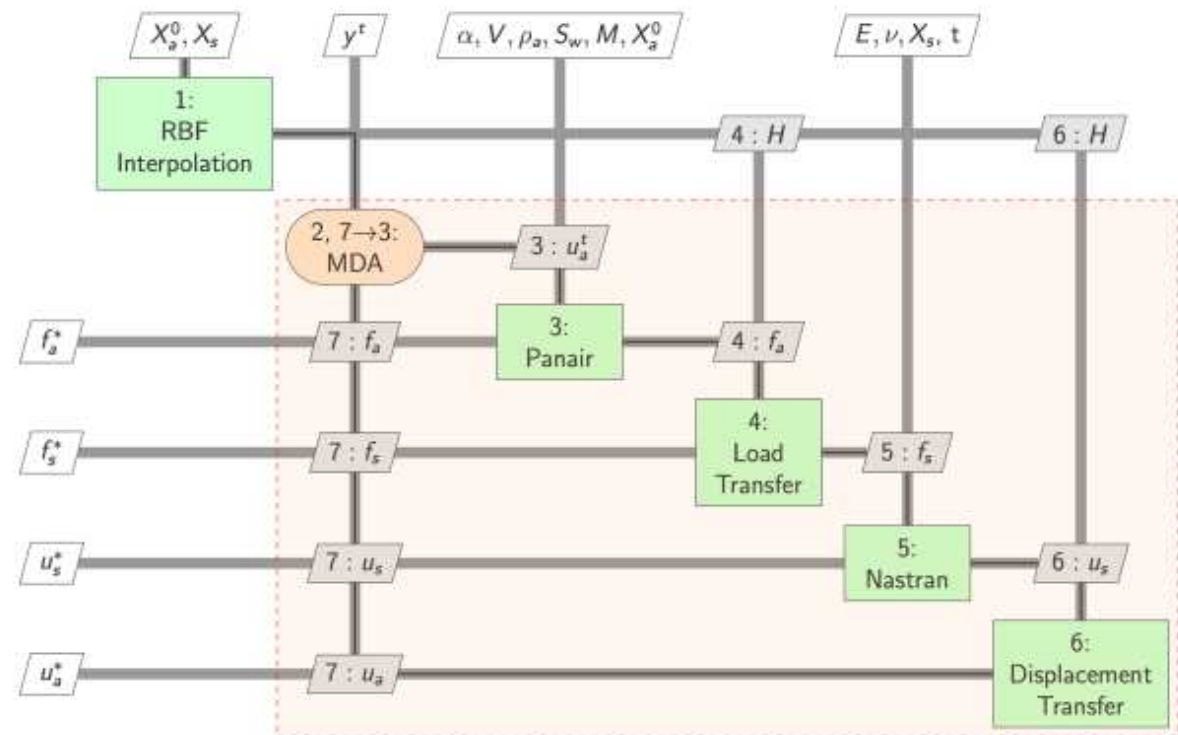 X_a^0, X_s
y^t
α, V, ρ_a, S_w, M, X_a^0
E, ν, X_s, t
1:
RBF
Interpolation
4 : H
6 : H
2, 7→3:
MDA
3 : u_a^t
f_a^*
7 : f_a
3:
Panair
4 : f_a
f_s^*
7 : f_s
4:
Load
Transfer
5 : f_s
u_s^*
7 : u_s
5:
Nastran
6 : u_s
u_a^*
7 : u_a
6:
Displacement
Transfer